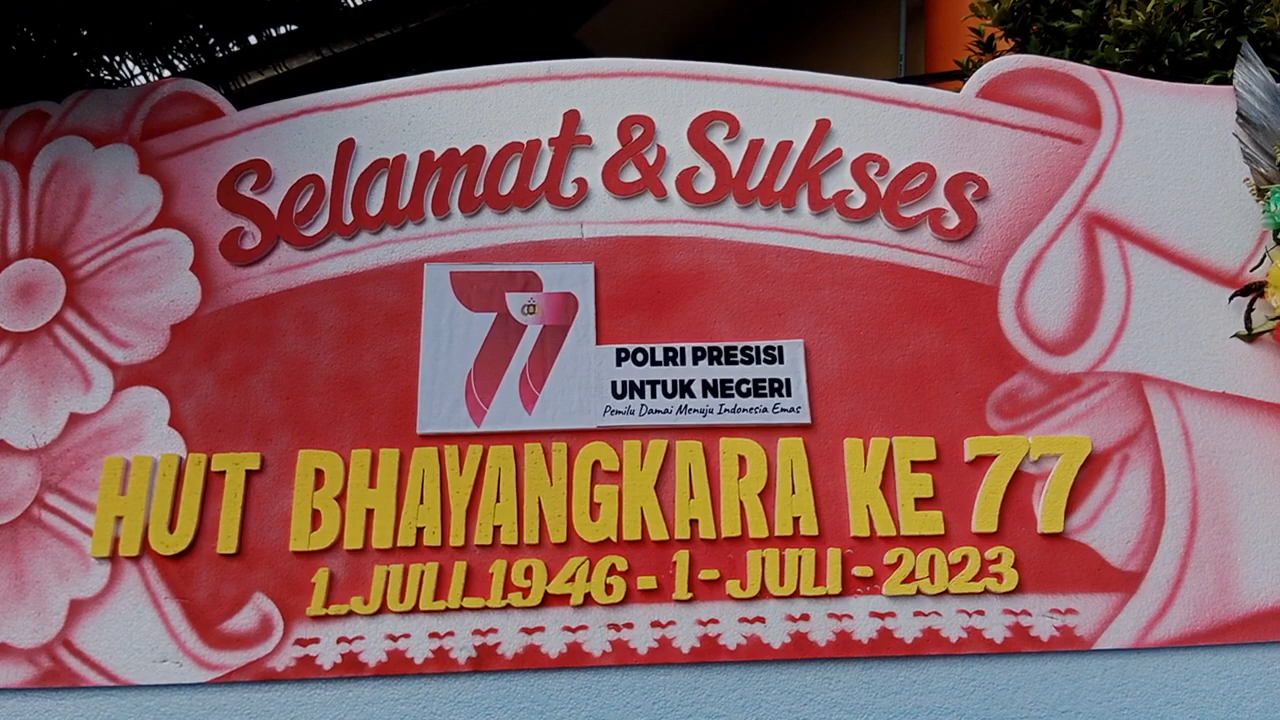 Selamat & Sukses
77
POLRI PRESISI
UNTUK NEGERI
Pemilu Damai Menuju Indonesia Emas
HUT BHAYANGKARA KE 77
1-JULI-1946 - 1 - JULI - 2023